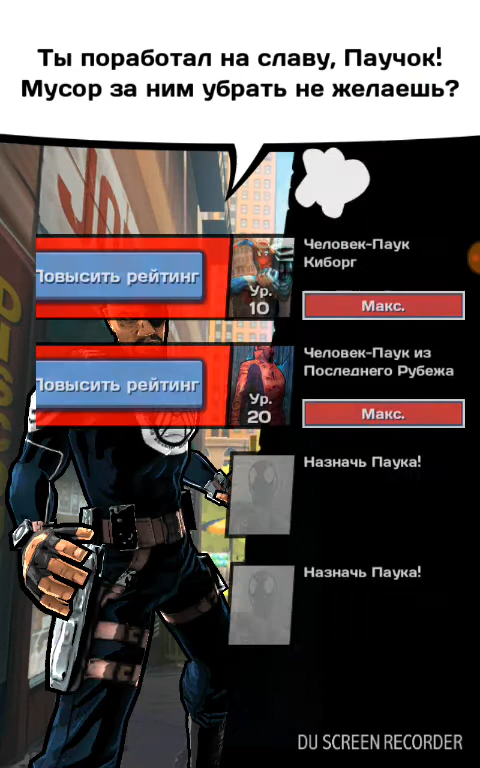 Ты поработал на славу, Паучок!
Мусор за ним убрать не желаешь?
Человек-Паук
Киборг
Повысить рейтинг
Ур.
10
Макс.
Человек-Паук из
Последнего Рубежа
Повысить рейтинг
Ур.
20
Макс.
Назначь Паука!
Назначь Паука!
DU SCREEN RECORDER